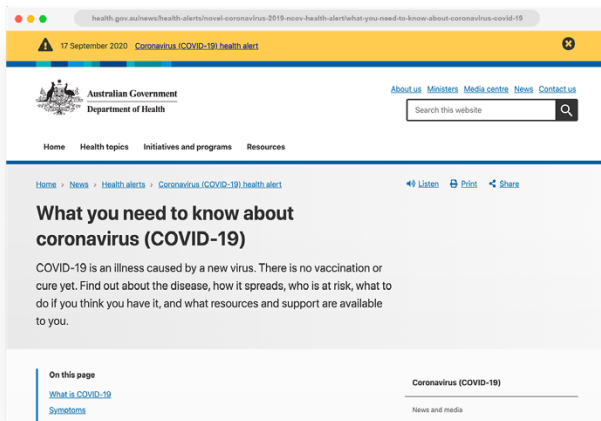 health.gov.au/news/health-alerts/novel-coronavirus-2019-ncov-health-alert/what-you-need-to-know-about-coronavirus-covid-19
17 September 2020 Coronavirus (COVID-19) health alert
Australian Government
Department of Health
About us Ministers Media centre News Contact us
Search this website
Home Health topics Initiatives and programs Resources
Home › News › Health alerts › Coronavirus (COVID-19) health alert
Listen Print Share
What you need to know about
coronavirus (COVID-19)
COVID-19 is an illness caused by a new virus. There is no vaccination or
cure yet. Find out about the disease, how it spreads, who is at risk, what to
do if you think you have it, and what resources and support are available
to you.
On this page
What is COVID-19
Symptoms
Coronavirus (COVID-19)
News and media